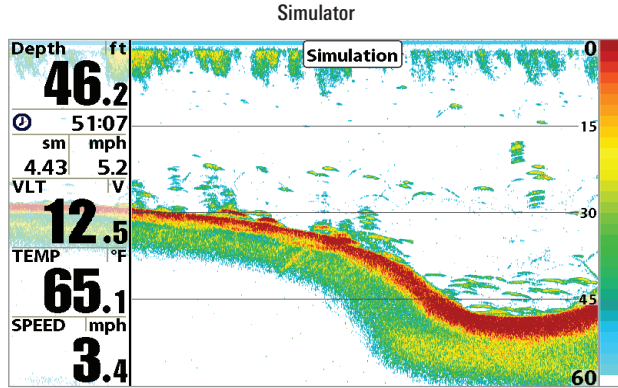 Simulator
Depth ft
46.2
51:07
sm mph
4.43 5.2
VLT V
12.5
TEMP °F
65.1
SPEED mph
3.4
Simulation
0
15
30
45
60